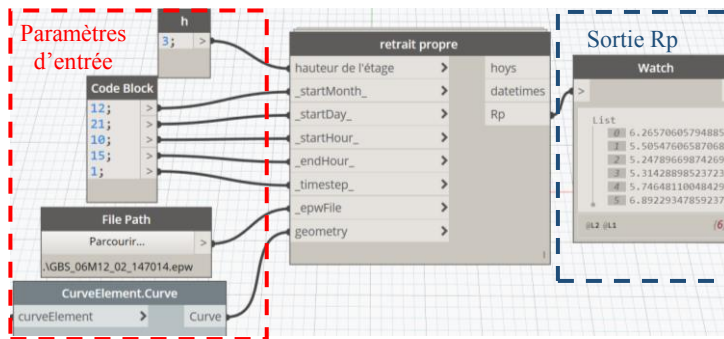 Paramètres
d'entrée
h
3; >
Code Block
12; >
21; >
10; >
15; >
1; >
File Path
Parcourir... >
.\GBS_06M12_02_147014.epw
CurveElement.Curve
curveElement > Curve
retrait propre
hauteur de l'étage > hoys
_startMonth_ > datetimes
_startDay_ > Rp
_startHour_ >
_endHour_ >
_timestep_ >
_epwFile >
geometry >
Sortie Rp
Watch
>
List
0 6.26570605794885
1 5.50547606587068
2 5.24789669874269
3 5.31428898523723
4 5.74648110048429
5 6.89229347859237
@L2 @L1